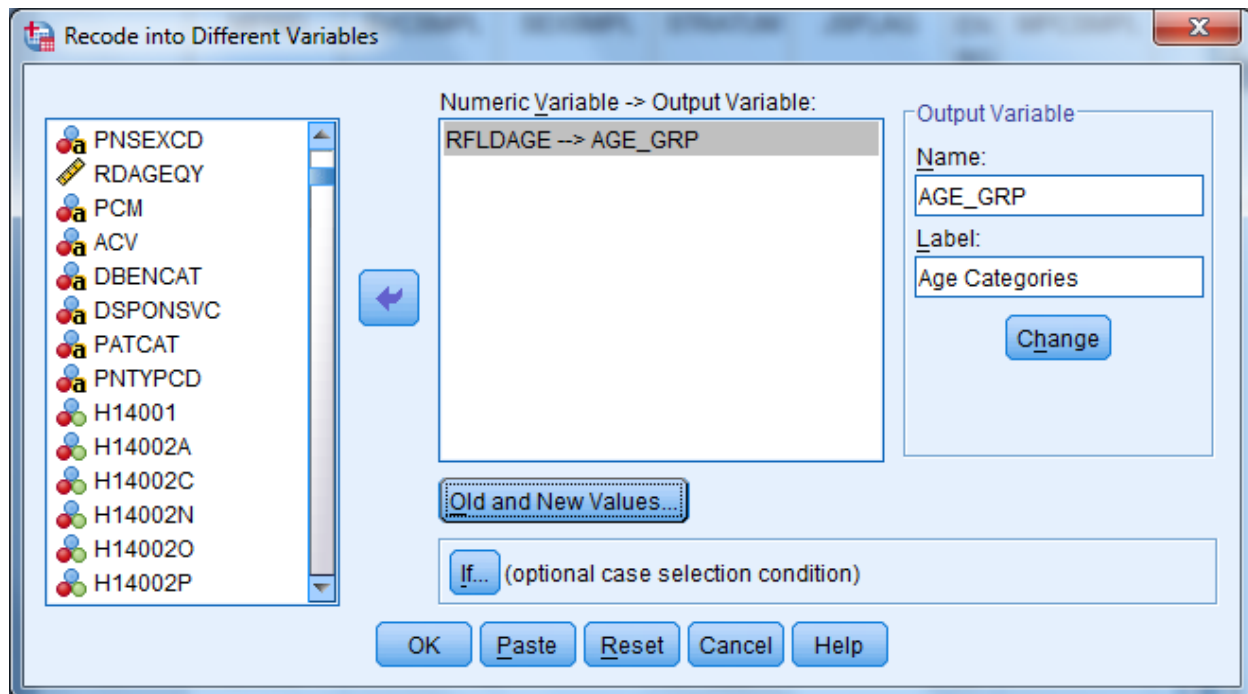 Recode into Different Variables
PNSEXCD
RDAGEQY
PCM
ACV
DBENCAT
DSPONSVC
PATCAT
PNTYPCD
H14001
H14002A
H14002C
H14002N
H14002O
H14002P
Numeric Variable -> Output Variable:
RFLDAGE --> AGE_GRP
Old and New Values...
If... (optional case selection condition)
Output Variable
Name:
AGE_GRP
Label:
Age Categories
Change
OK Paste Reset Cancel Help